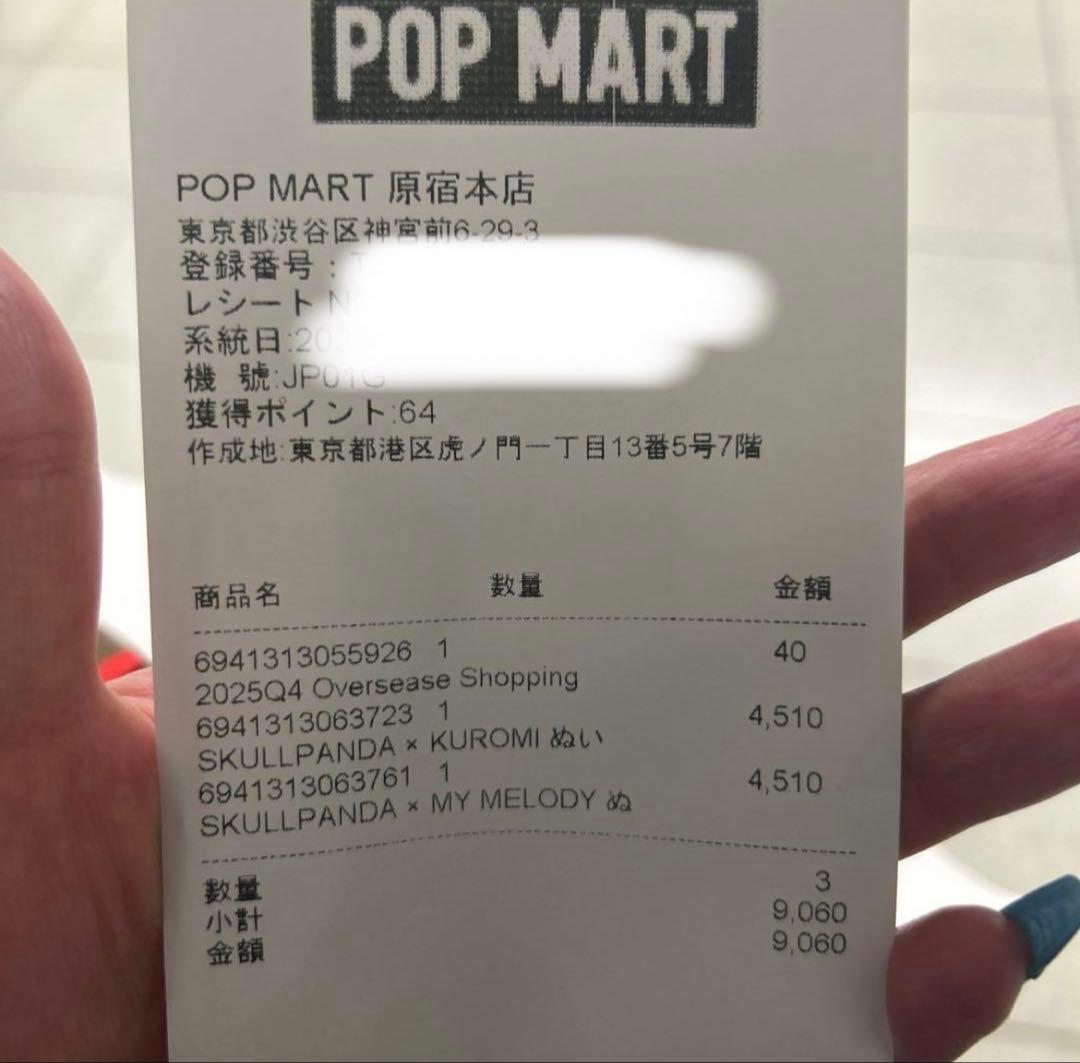 POP MART
POP MART 原宿本店
東京都渋谷区神宮前6-29-3
登録番号：T
レシート N
系統日:20
機 號:JP01G
獲得ポイント:64
作成地:東京都港区虎ノ門一丁目13番5号7階
商品名 数量 金額
6941313055926 1 40
2025Q4 Oversease Shopping
6941313063723 1 4,510
SKULLPANDA × KUROMI ぬい
6941313063761 1 4,510
SKULLPANDA × MY MELODY ぬ
数量 3
小計 9,060
金額 9,060